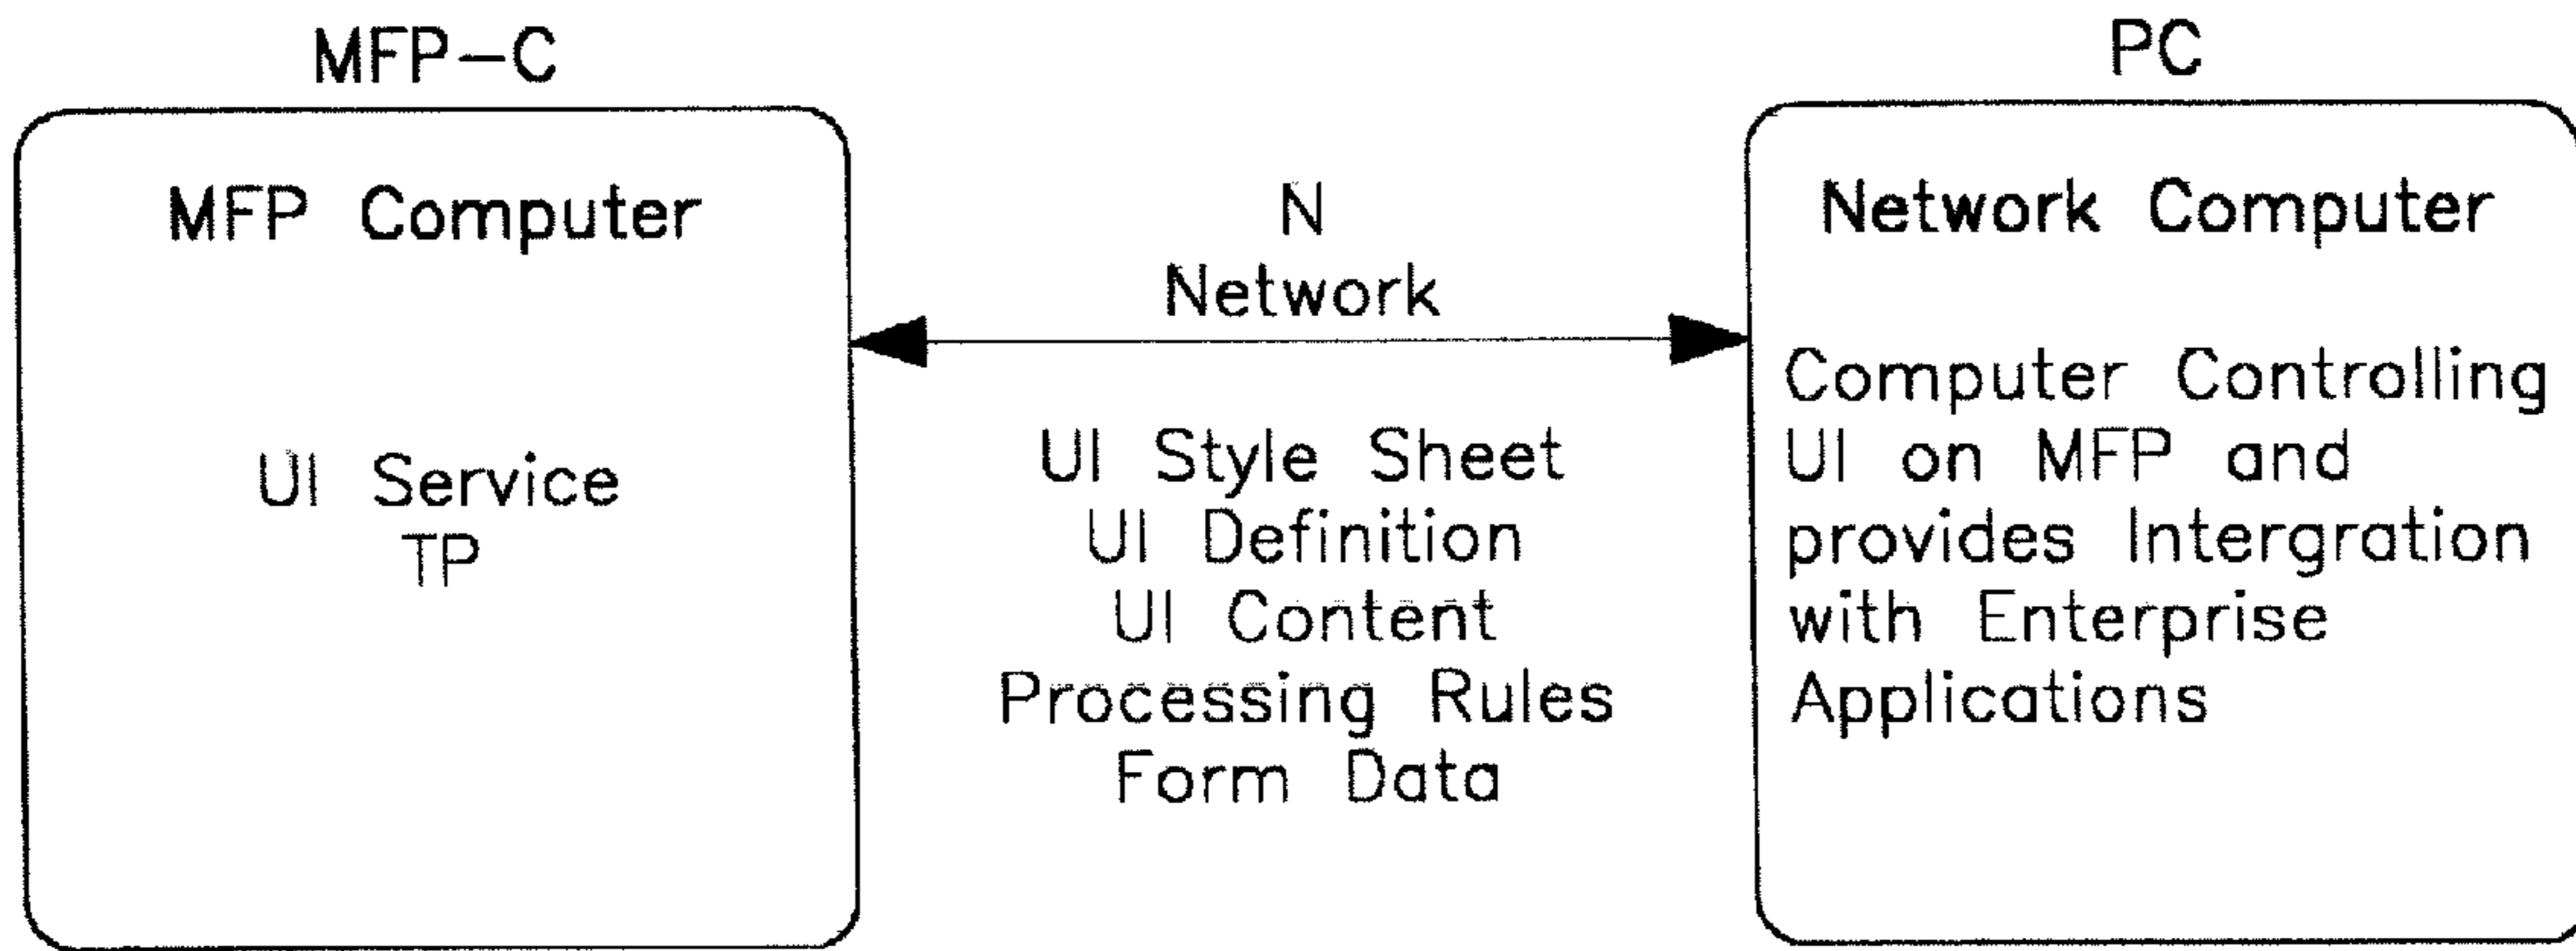 MFP-C
MFP Computer
UI Service
TP
N
Network
UI Style Sheet
UI Definition
UI Content
Processing Rules
Form Data
PC
Network Computer
Computer Controlling
UI on MFP and
provides Intergration
with Enterprise
Applications